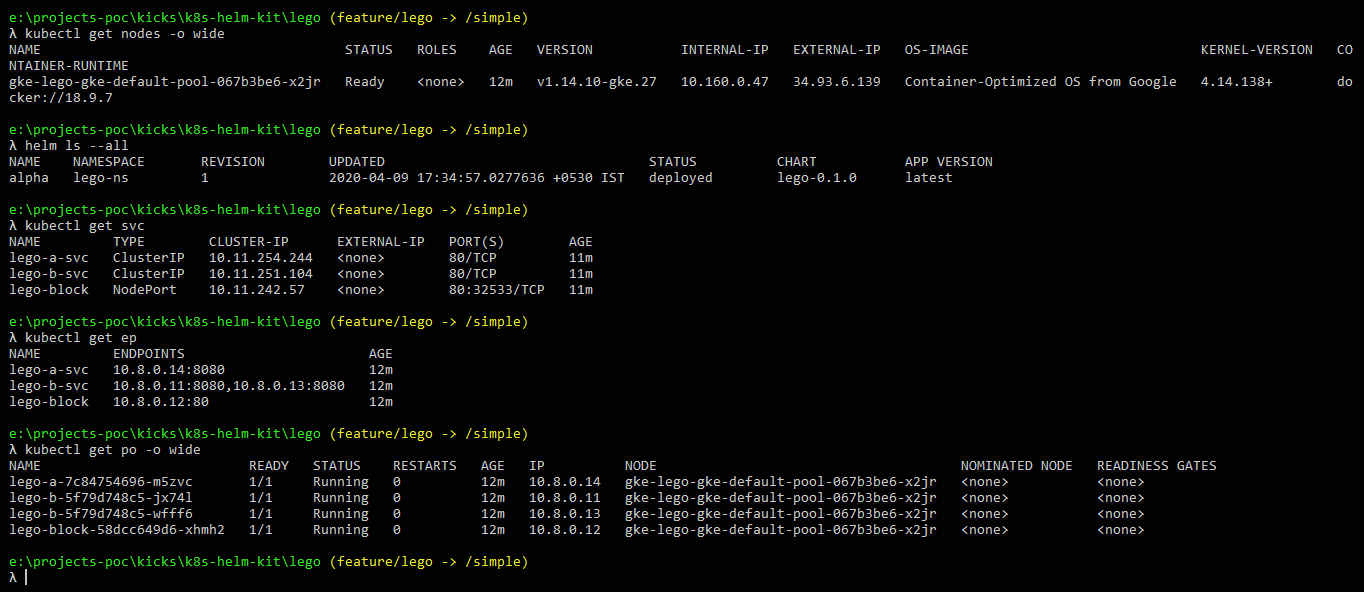 e:\projects-poc\kicks\k8s-helm-kit\lego (feature/lego -> /simple)
λ kubectl get nodes -o wide
NAME STATUS ROLES AGE VERSION INTERNAL-IP EXTERNAL-IP OS-IMAGE KERNEL-VERSION CO
NTAINER-RUNTIME
gke-lego-gke-default-pool-067b3be6-x2jr Ready <none> 12m v1.14.10-gke.27 10.160.0.47 34.93.6.139 Container-Optimized OS from Google 4.14.138+ do
cker://18.9.7
e:\projects-poc\kicks\k8s-helm-kit\lego (feature/lego -> /simple)
λ helm ls --all
NAME NAMESPACE REVISION UPDATED STATUS CHART APP VERSION
alpha lego-ns 1 2020-04-09 17:34:57.0277636 +0530 IST deployed lego-0.1.0 latest
e:\projects-poc\kicks\k8s-helm-kit\lego (feature/lego -> /simple)
λ kubectl get svc
NAME TYPE CLUSTER-IP EXTERNAL-IP PORT(S) AGE
lego-a-svc ClusterIP 10.11.254.244 <none> 80/TCP 11m
lego-b-svc ClusterIP 10.11.251.104 <none> 80/TCP 11m
lego-block NodePort 10.11.242.57 <none> 80:32533/TCP 11m
e:\projects-poc\kicks\k8s-helm-kit\lego (feature/lego -> /simple)
λ kubectl get ep
NAME ENDPOINTS AGE
lego-a-svc 10.8.0.14:8080 12m
lego-b-svc 10.8.0.11:8080,10.8.0.13:8080 12m
lego-block 10.8.0.12:80 12m
e:\projects-poc\kicks\k8s-helm-kit\lego (feature/lego -> /simple)
λ kubectl get po -o wide
NAME READY STATUS RESTARTS AGE IP NODE NOMINATED NODE READINESS GATES
lego-a-7c84754696-m5zvc 1/1 Running 0 12m 10.8.0.14 gke-lego-gke-default-pool-067b3be6-x2jr <none> <none>
lego-b-5f79d748c5-jx74l 1/1 Running 0 12m 10.8.0.11 gke-lego-gke-default-pool-067b3be6-x2jr <none> <none>
lego-b-5f79d748c5-wfff6 1/1 Running 0 12m 10.8.0.13 gke-lego-gke-default-pool-067b3be6-x2jr <none> <none>
lego-block-58dcc649d6-xhmh2 1/1 Running 0 12m 10.8.0.12 gke-lego-gke-default-pool-067b3be6-x2jr <none> <none>
e:\projects-poc\kicks\k8s-helm-kit\lego (feature/lego -> /simple)
λ